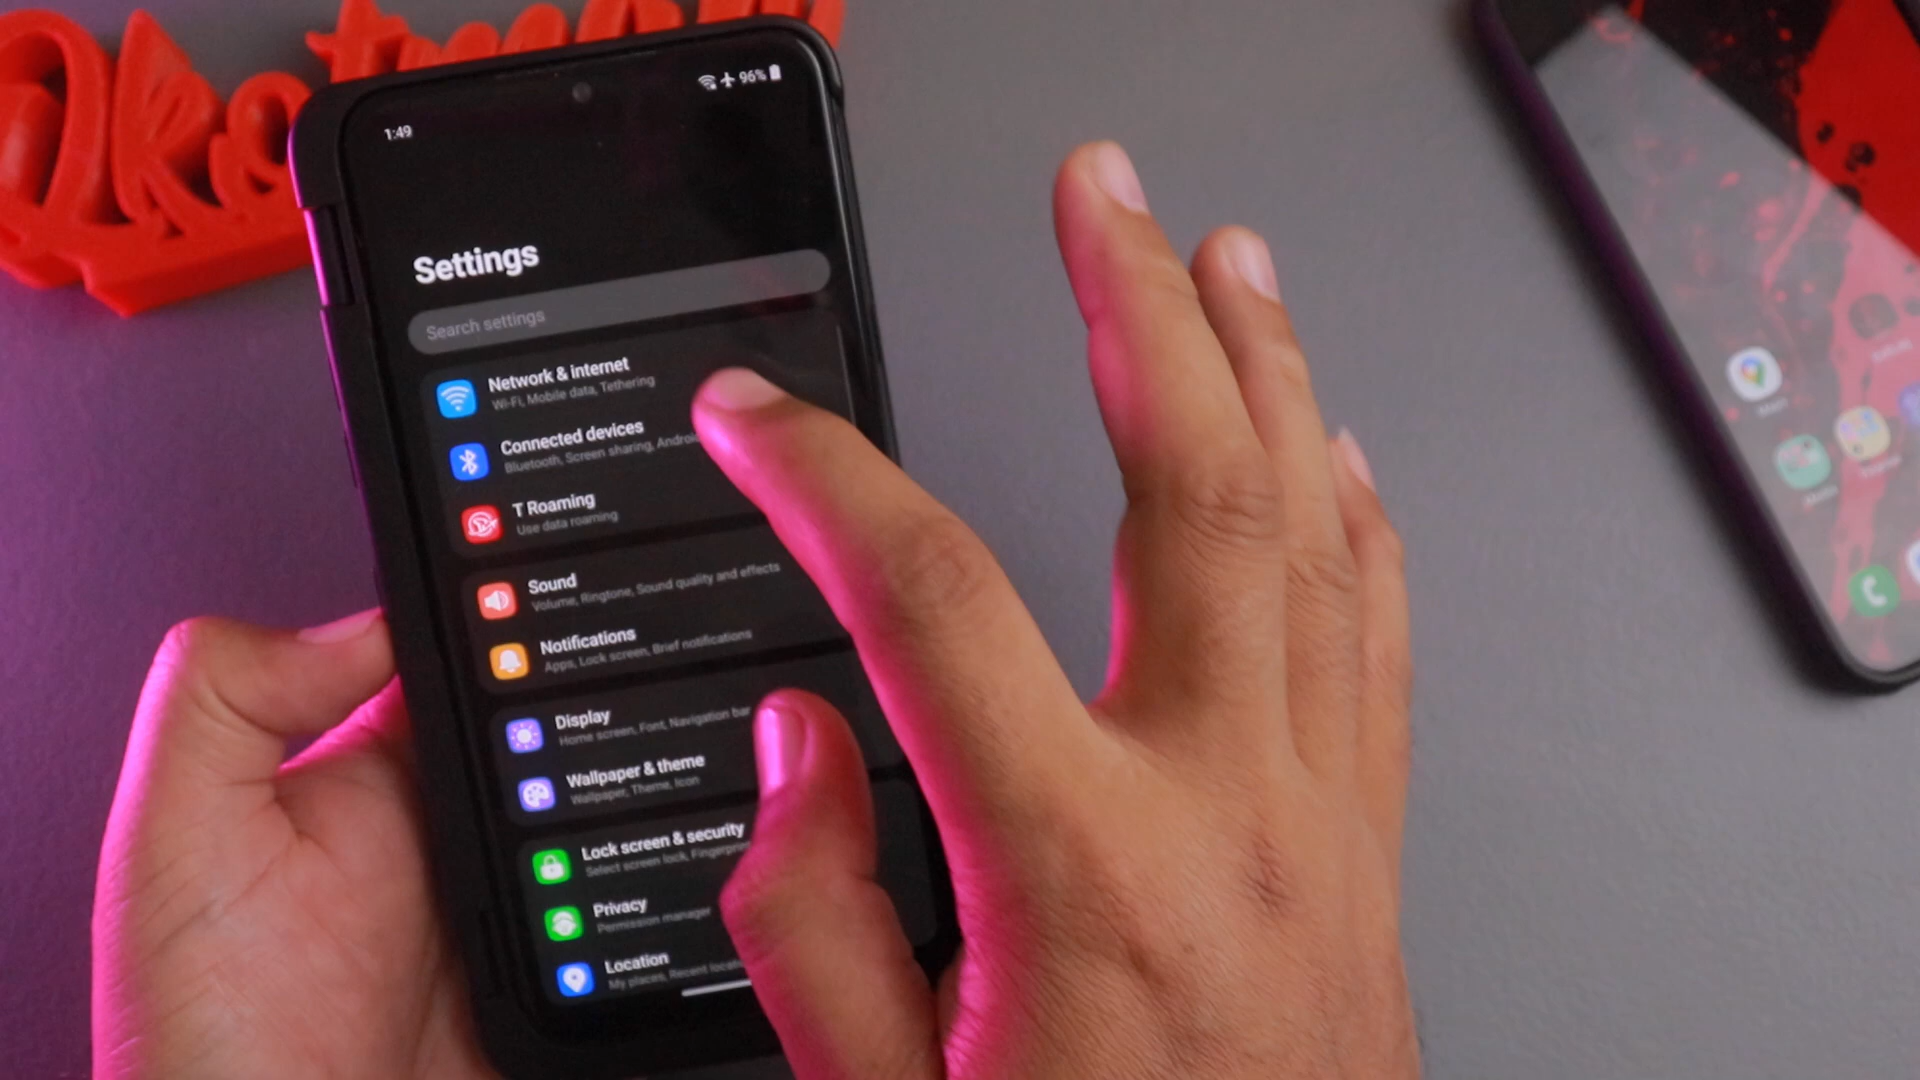 1:49
96%
Settings
Search settings
Network & internet
Wi-Fi, Mobile data, Tethering
Connected devices
Bluetooth, Screen sharing,
T Roaming
Use data roaming
Sound
Volume, Ringtone, Sound quality and effects
Notifications
Apps, Lock screen, Brief notifications
Display
Home screen, Font, Navigation bar
Wallpaper & theme
Wallpaper, Theme, Icon
Lock screen & security
Select screen lock,
Privacy
Permission manager
Location
My places, Recent